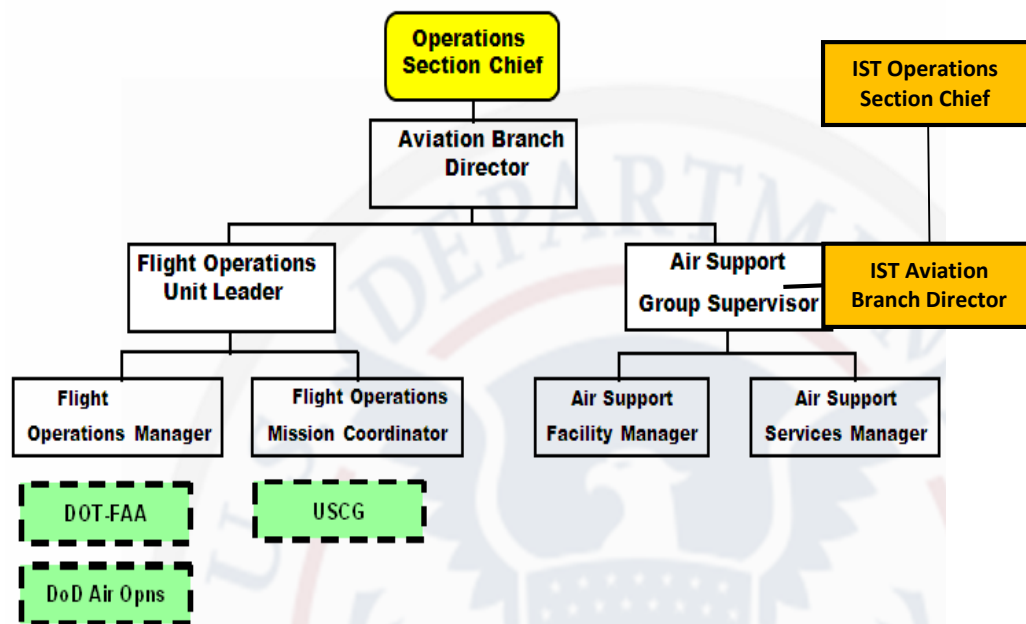 Operations
Section Chief
IST Operations
Section Chief
Aviation Branch
Director
Flight Operations
Unit Leader
Air Support
Group Supervisor
IST Aviation
Branch Director
Flight
Operations Manager
Flight Operations
Mission Coordinator
Air Support
Facility Manager
Air Support
Services Manager
DOT-FAA
USCG
DoD Air Opns
U.S. DEPARTMEN